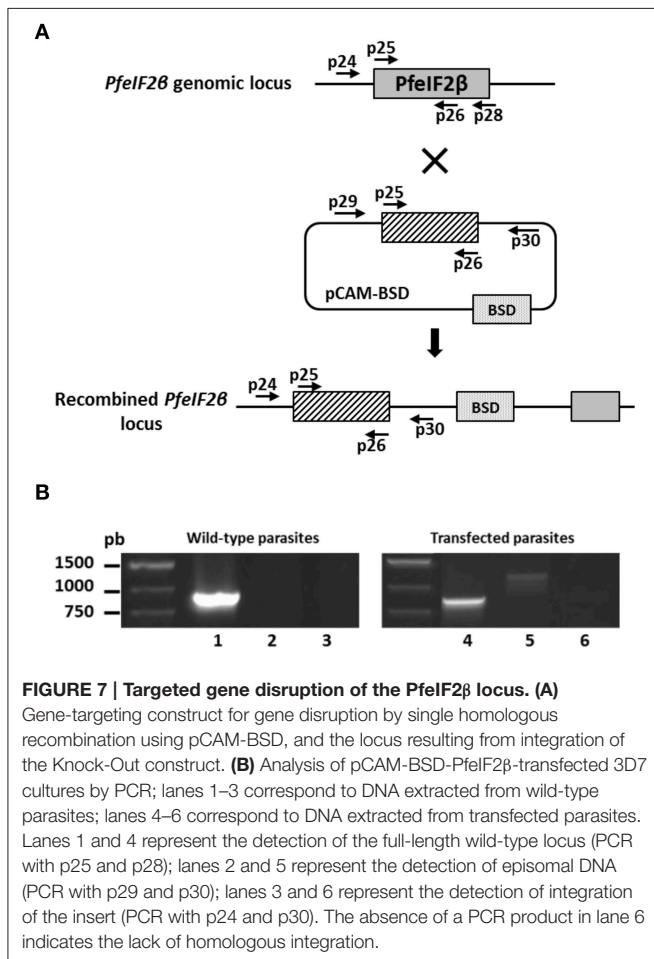 A
p24
p25
PfeIF2β genomic locus
PfeIF2β
p26
p28
p29
p25
p30
p26
pCAM-BSD
BSD
p24
p25
Recombined PfeIF2β
locus
p30
p26
BSD
B
pb
Wild-type parasites
Transfected parasites
1500
1000
750
1 2 3
4 5 6
FIGURE 7 | Targeted gene disruption of the PfeIF2β locus. (A)
Gene-targeting construct for gene disruption by single homologous
recombination using pCAM-BSD, and the locus resulting from integration of
the Knock-Out construct. (B) Analysis of pCAM-BSD-PfeIF2β-transfected 3D7
cultures by PCR; lanes 1–3 correspond to DNA extracted from wild-type
parasites; lanes 4–6 correspond to DNA extracted from transfected parasites.
Lanes 1 and 4 represent the detection of the full-length wild-type locus (PCR
with p25 and p28); lanes 2 and 5 represent the detection of episomal DNA
(PCR with p29 and p30); lanes 3 and 6 represent the detection of integration
of the insert (PCR with p24 and p30). The absence of a PCR product in lane 6
indicates the lack of homologous integration.